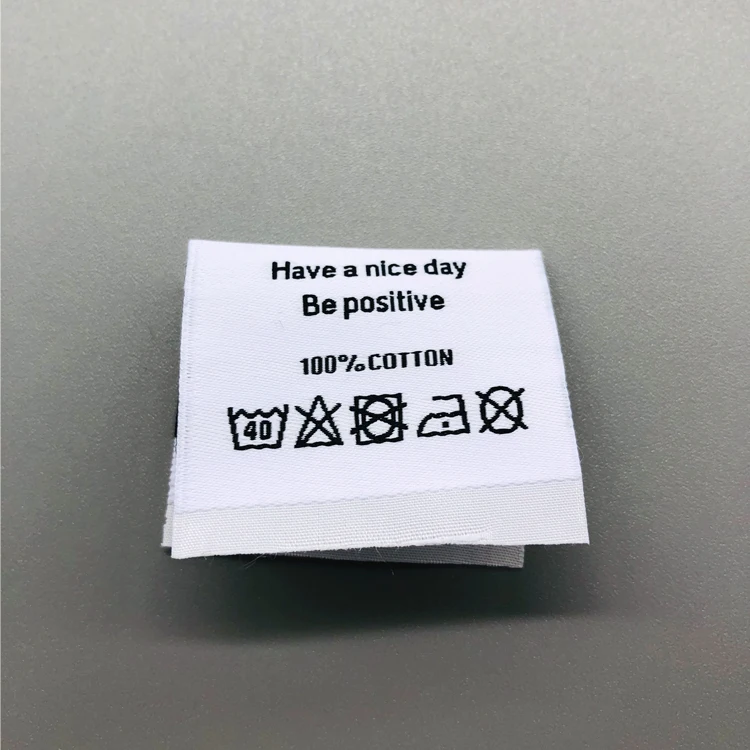 Have a nice day
Be positive
100%COTTON
40